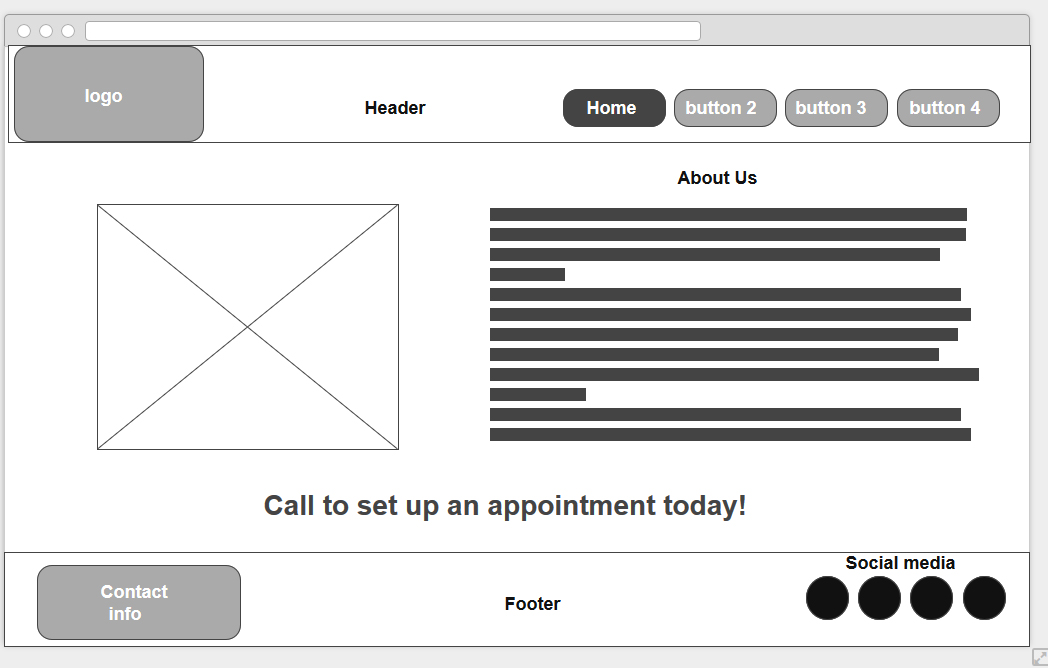 logo
Header
Home
button 2
button 3
button 4
About Us
Call to set up an appointment today!
Contact
info
Footer
Social media